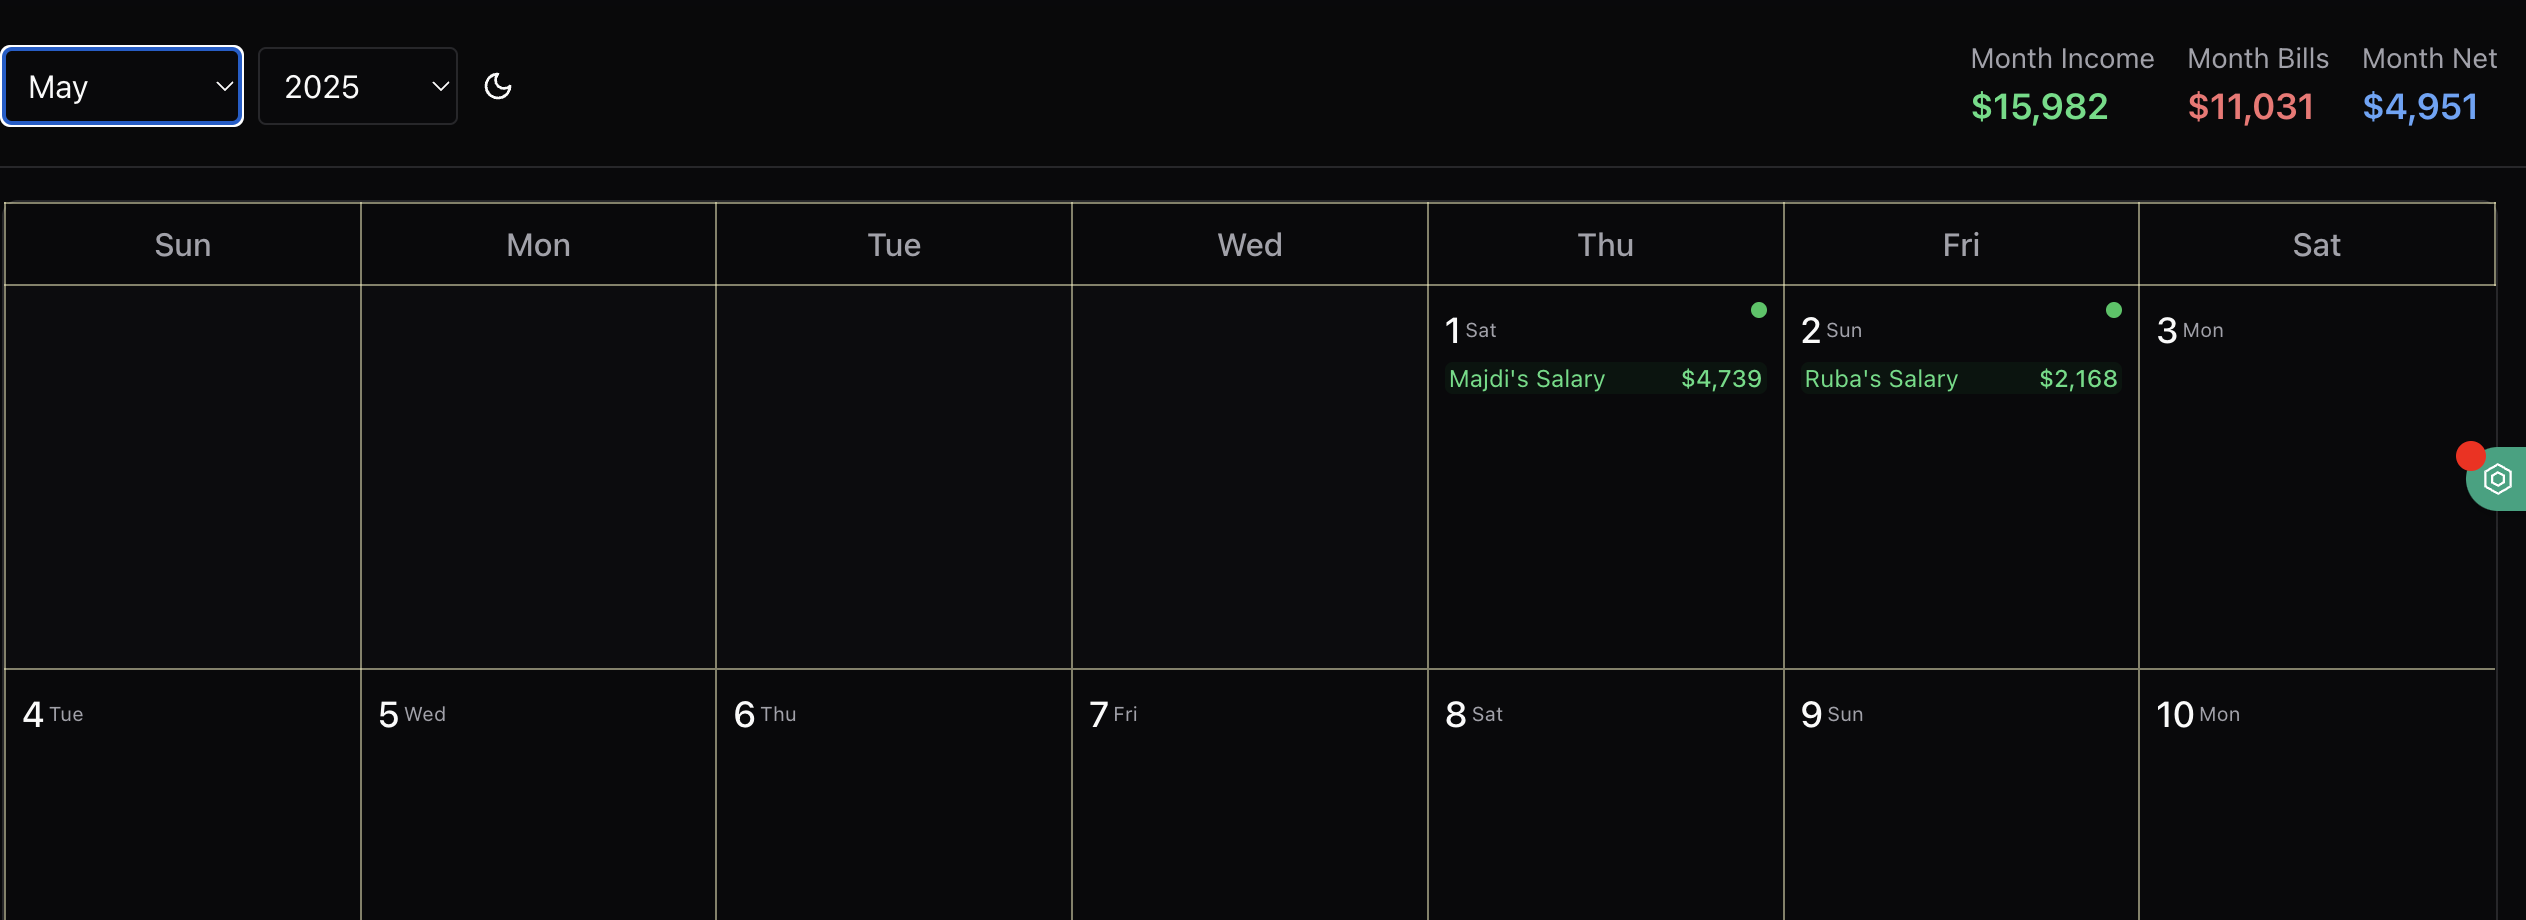 May
2025
Month Income
Month Bills
Month Net
$15,982
$11,031
$4,951
Sun
Mon
Tue
Wed
Thu
Fri
Sat
1 Sat
Majdi's Salary $4,739
2 Sun
Ruba's Salary $2,168
3 Mon
4 Tue
5 Wed
6 Thu
7 Fri
8 Sat
9 Sun
10 Mon